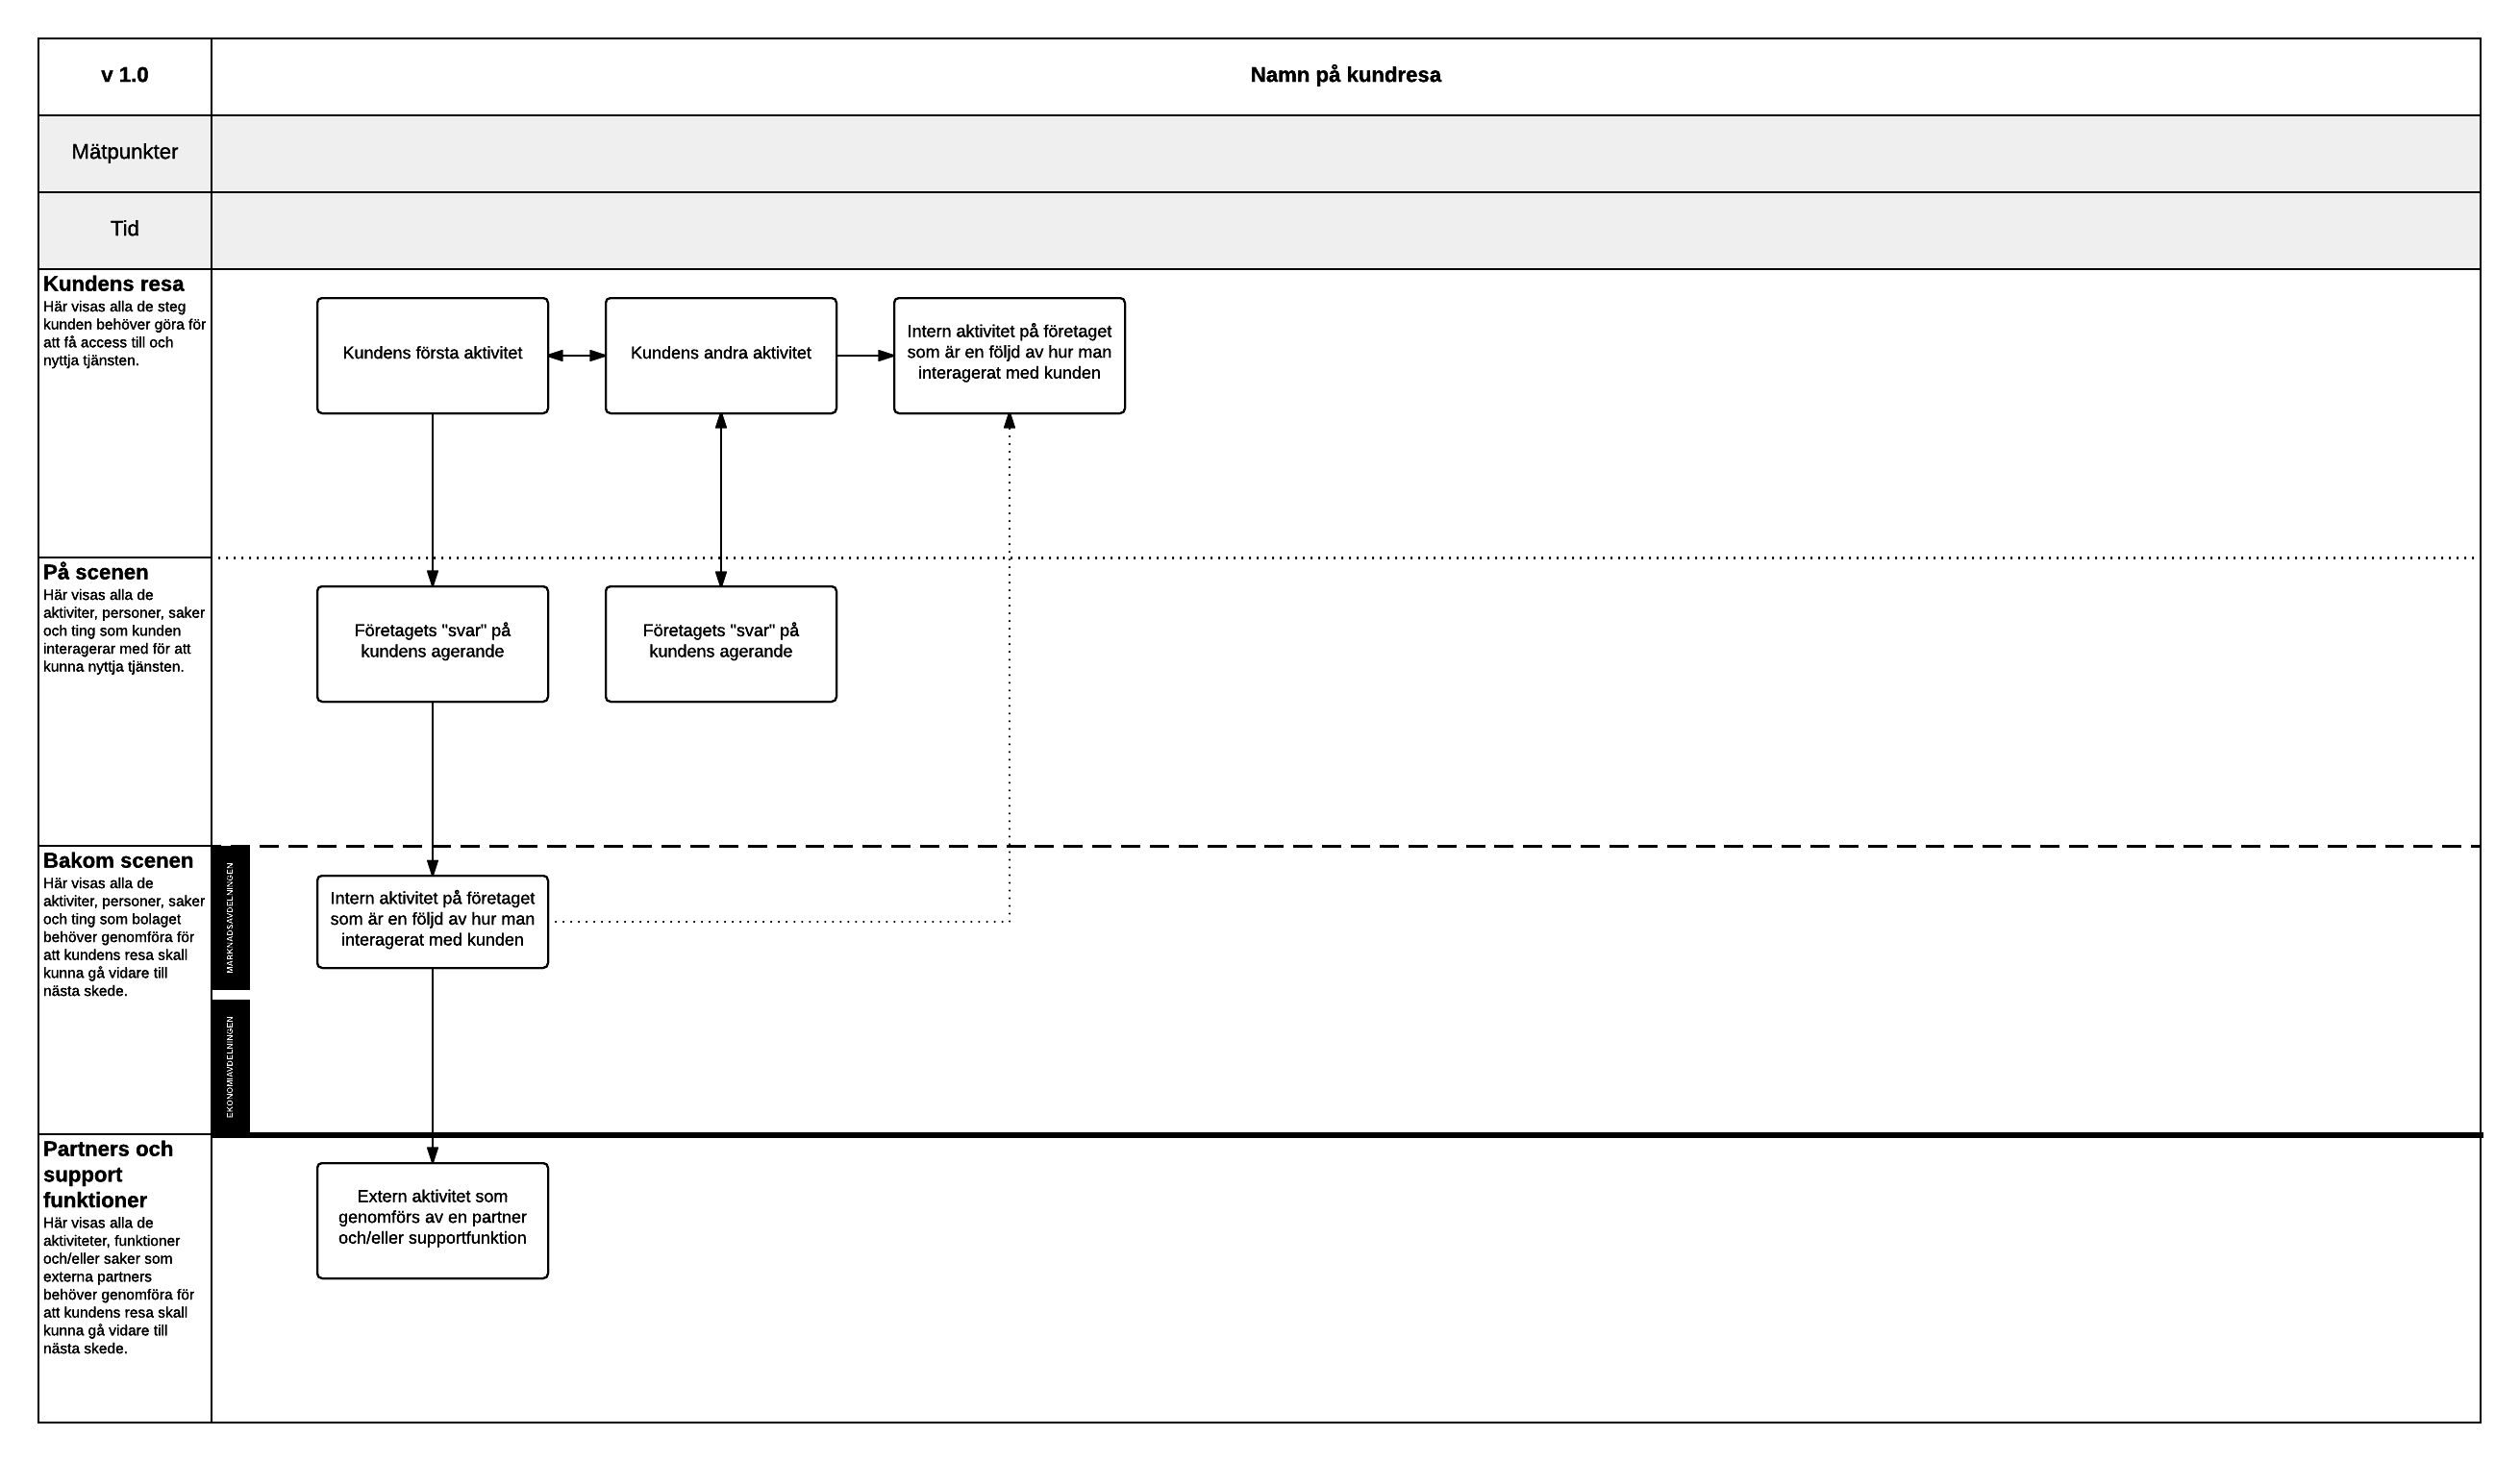 v 1.0
Namn på kundresa
Mätpunkter
Tid
Kundens resa
Här visas alla de steg
kunden behöver göra för
att få access till och
nyttja tjänsten.
Kundens första aktivitet
Kundens andra aktivitet
Intern aktivitet på företaget
som är en följd av hur man
interagerat med kunden
På scenen
Här visas alla de
aktiviter, personer, saker
och ting som kunden
interagerar med för att
kunna nyttja tjänsten.
Företagets "svar" på
kundens agerande
Företagets "svar" på
kundens agerande
Bakom scenen
Här visas alla de
aktiviter, personer, saker
och ting som bolaget
behöver genomföra för
att kundens resa skall
kunna gå vidare till
nästa skede.
MARKNADSAVDELNINGEN
Intern aktivitet på företaget
som är en följd av hur man
interagerat med kunden
EKONOMIAVDELNINGEN
Partners och
support
funktioner
Här visas alla de
aktiviteter, funktioner
och/eller saker som
externa partners
behöver genomföra för
att kundens resa skall
kunna gå vidare till
nästa skede.
Extern aktivitet som
genomförs av en partner
och/eller supportfunktion